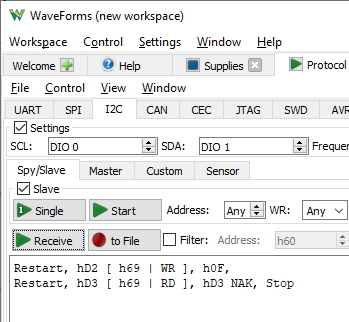 WaveForms (new workspace)
Workspace Control Settings Window Help
Welcome Help Supplies Protocol
File Control View Window
UART SPI I2C CAN CEC JTAG SWD AVR
Settings
SCL: DIO 0 SDA: DIO 1 Frequen
Spy/Slave Master Custom Sensor
Slave
1 Single Start Address: Any WR: Any
Receive to File Filter: Address: h60
Restart, hD2 [ h69 | WR ], h0F,
Restart, hD3 [ h69 | RD ], hD3 NAK, Stop